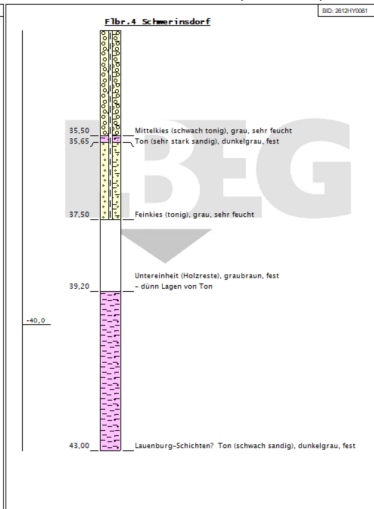 BID: 2612HY0061
Flbr.4 Schwerinsdorf
35,50 Mittelkies (schwach tonig), grau, sehr feucht
35,65 Ton (sehr stark sandig), dunkelgrau, fest
37,50 Feinkies (tonig), grau, sehr feucht
Untereinheit (Holzreste), graubraun, fest
39,20 - dünn Lagen von Ton
-40,0
43,00 Lauenburg-Schichten? Ton (schwach sandig), dunkelgrau, fest
LBEG